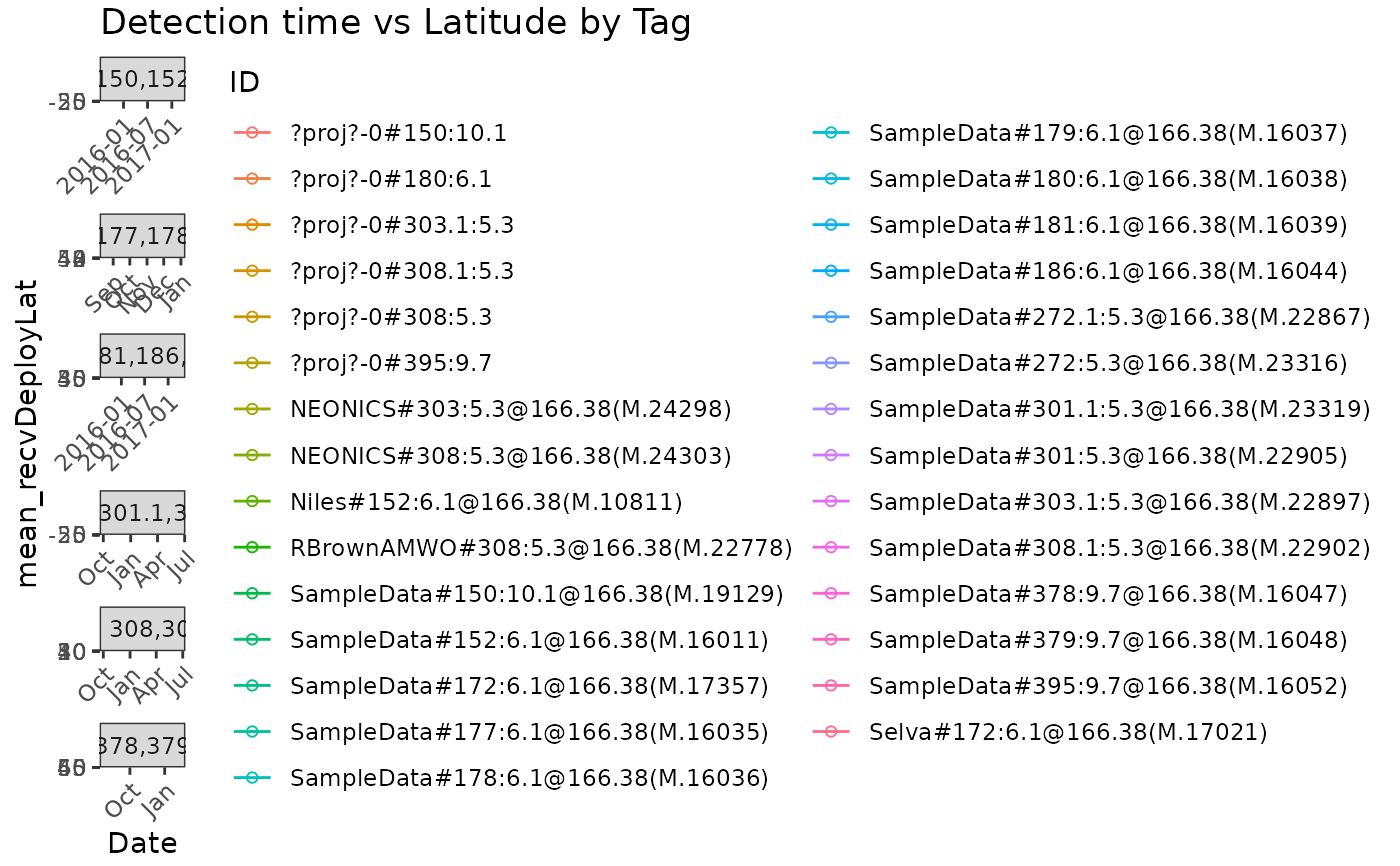 Detection time vs Latitude by Tag
mean_recvDeployLat
150,152
2016-01
2016-07
2017-01
177,178
Sep
Oct
Nov
Dec
Jan
81,186,
2016-01
2016-07
2017-01
301.1,3
Oct
Jan
Apr
Jul
308,30
Oct
Jan
Apr
Jul
378,379
Oct
Jan
Date
ID
?proj?-0#150:10.1
?proj?-0#180:6.1
?proj?-0#303.1:5.3
?proj?-0#308.1:5.3
?proj?-0#308:5.3
?proj?-0#395:9.7
NEONICS#303:5.3@166.38(M.24298)
NEONICS#308:5.3@166.38(M.24303)
Niles#152:6.1@166.38(M.10811)
RBrownAMWO#308:5.3@166.38(M.22778)
SampleData#150:10.1@166.38(M.19129)
SampleData#152:6.1@166.38(M.16011)
SampleData#172:6.1@166.38(M.17357)
SampleData#177:6.1@166.38(M.16035)
SampleData#178:6.1@166.38(M.16036)
SampleData#179:6.1@166.38(M.16037)
SampleData#180:6.1@166.38(M.16038)
SampleData#181:6.1@166.38(M.16039)
SampleData#186:6.1@166.38(M.16044)
SampleData#272.1:5.3@166.38(M.22867)
SampleData#272:5.3@166.38(M.23316)
SampleData#301.1:5.3@166.38(M.23319)
SampleData#301:5.3@166.38(M.22905)
SampleData#303.1:5.3@166.38(M.22897)
SampleData#308.1:5.3@166.38(M.22902)
SampleData#378:9.7@166.38(M.16047)
SampleData#379:9.7@166.38(M.16048)
SampleData#395:9.7@166.38(M.16052)
Selva#172:6.1@166.38(M.17021)